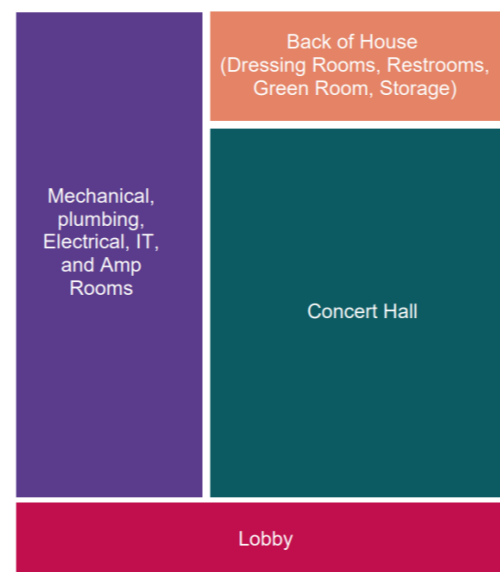 Back of House
(Dressing Rooms, Restrooms,
Green Room, Storage)
Mechanical,
plumbing,
Electrical, IT,
and Amp
Rooms
Concert Hall
Lobby